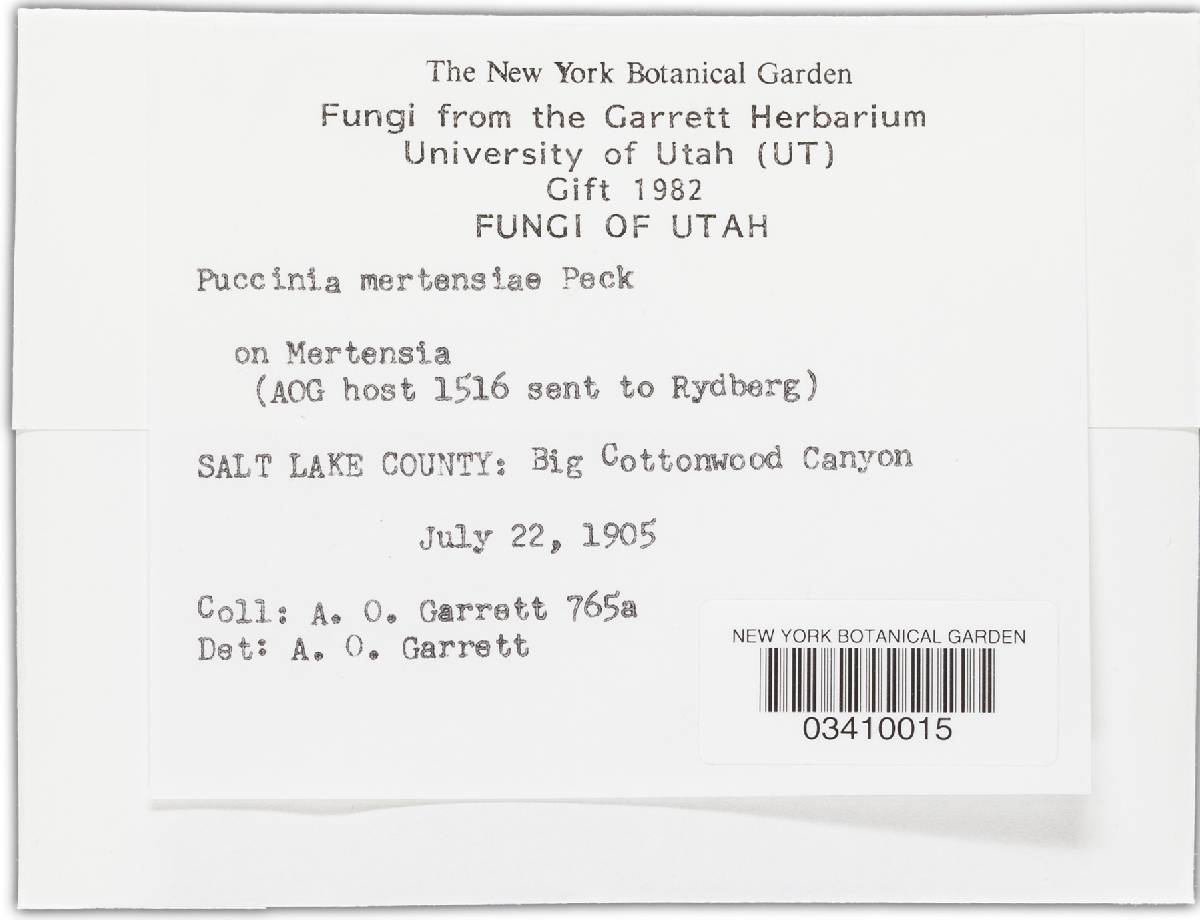 The New York Botanical Garden
Fungi from the Garrett Herbarium
University of Utah (UT)
Gift 1982
FUNGI OF UTAH
Puccinia mertensiae Peck
on Mertensia
(AOG host 1516 sent to Rydberg)
SALT LAKE COUNTY: Big Cottonwood Canyon
July 22, 1905
Coll: A. O. Garrett 765a
Det: A. O. Garrett
NEW YORK BOTANICAL GARDEN
03410015